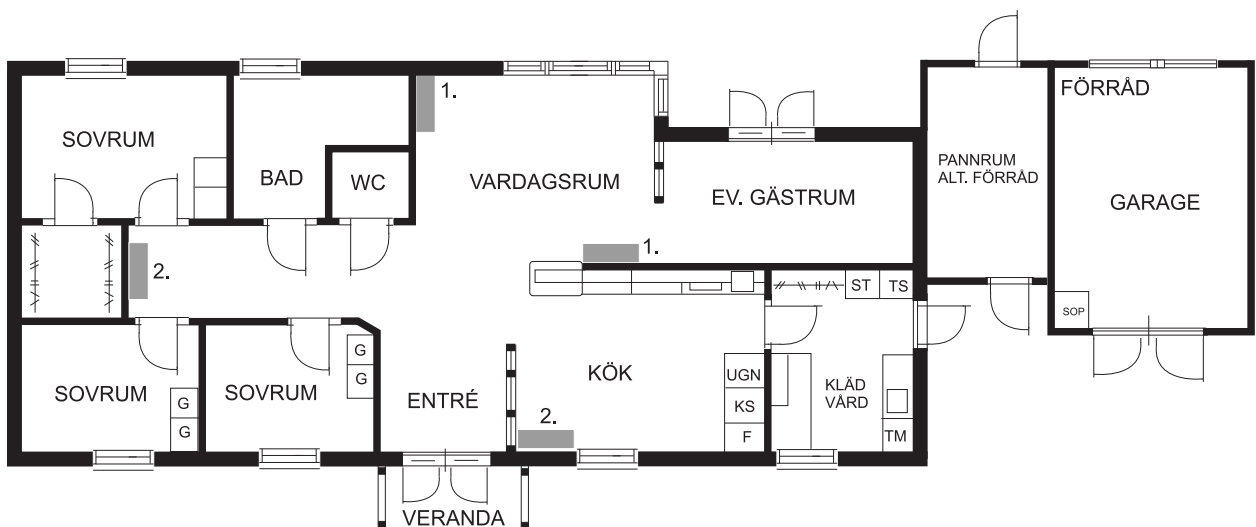 FÖRRÅD
1.
SOVRUM
PANNRUM
ALT. FÖRRÅD
BAD
WC
VARDAGSRUM
EV. GÄSTRUM
GARAGE
1.
2.
ST
TS
SOP
G
G
UGN
KÖK
KLÄD
VÅRD
SOVRUM
G
G
SOVRUM
ENTRÉ
KS
2.
F
TM
VERANDA